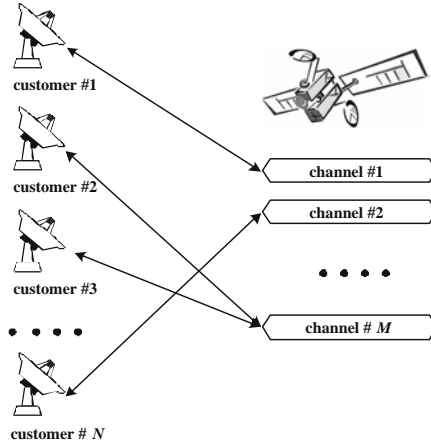 customer #1
customer #2
customer #3
customer # N
channel #1
channel #2
channel # M